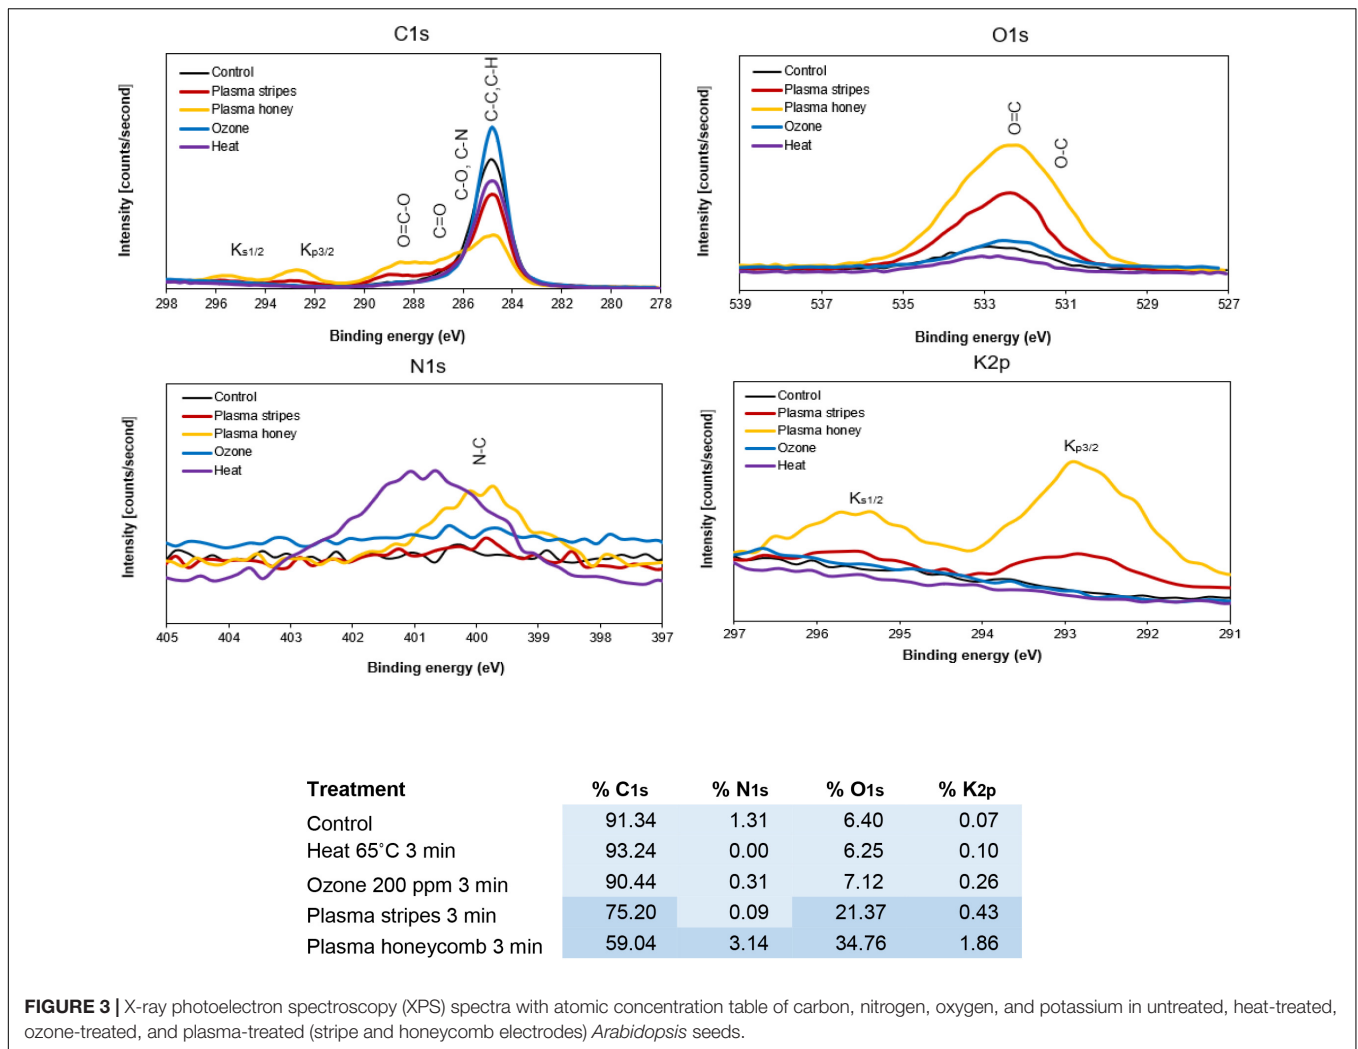 C1s
Intensity [counts/second]
Control
Plasma stripes
Plasma honey
Ozone
Heat
Ks1/2
Kp3/2
O=C-O
C=O
C-O, C-N
C-C,C-H
298 296 294 292 290 288 286 284 282 280 278
Binding energy (eV)
O1s
Intensity [counts/second]
Control
Plasma stripes
Plasma honey
Ozone
Heat
O=C
O-C
539 537 535 533 531 529 527
Binding energy (eV)
N1s
Intensity [counts/second]
Control
Plasma stripes
Plasma honey
Ozone
Heat
N-C
405 404 403 402 401 400 399 398 397
Binding energy (eV)
K2p
Intensity [counts/second]
Control
Plasma stripes
Plasma honey
Ozone
Heat
Ks1/2
Kp3/2
297 296 295 294 293 292 291
Binding energy (eV)
Treatment % C1s % N1s % O1s % K2p
Control 91.34 1.31 6.40 0.07
Heat 65°C 3 min 93.24 0.00 6.25 0.10
Ozone 200 ppm 3 min 90.44 0.31 7.12 0.26
Plasma stripes 3 min 75.20 0.09 21.37 0.43
Plasma honeycomb 3 min 59.04 3.14 34.76 1.86
FIGURE 3 | X-ray photoelectron spectroscopy (XPS) spectra with atomic concentration table of carbon, nitrogen, oxygen, and potassium in untreated, heat-treated,
ozone-treated, and plasma-treated (stripe and honeycomb electrodes) Arabidopsis seeds.